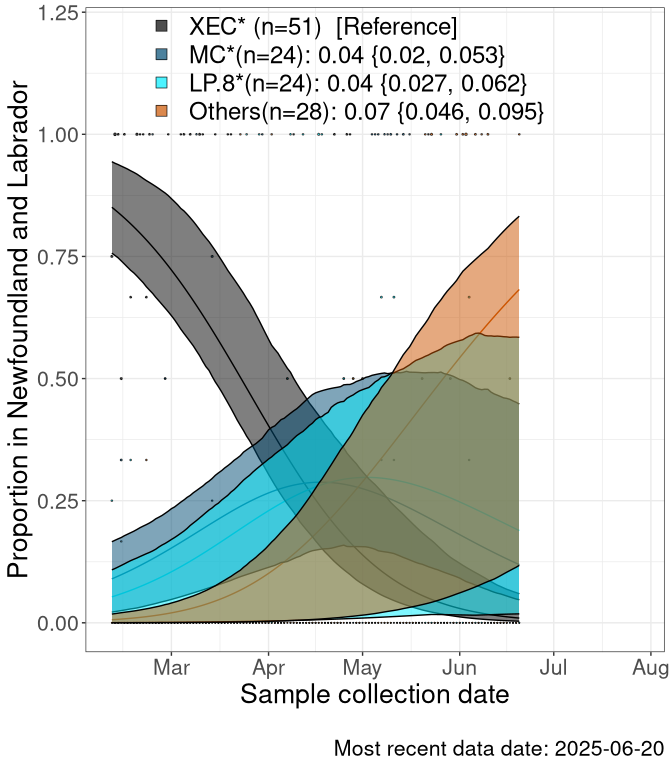 XEC* (n=51)  [Reference]
MC*(n=24): 0.04 {0.02, 0.053}
LP.8*(n=24): 0.04 {0.027, 0.062}
Others(n=28): 0.07 {0.046, 0.095}
Proportion in Newfoundland and Labrador
1.25
1.00
0.75
0.50
0.25
0.00
Mar Apr May Jun Jul Aug
Sample collection date
Most recent data date: 2025-06-20